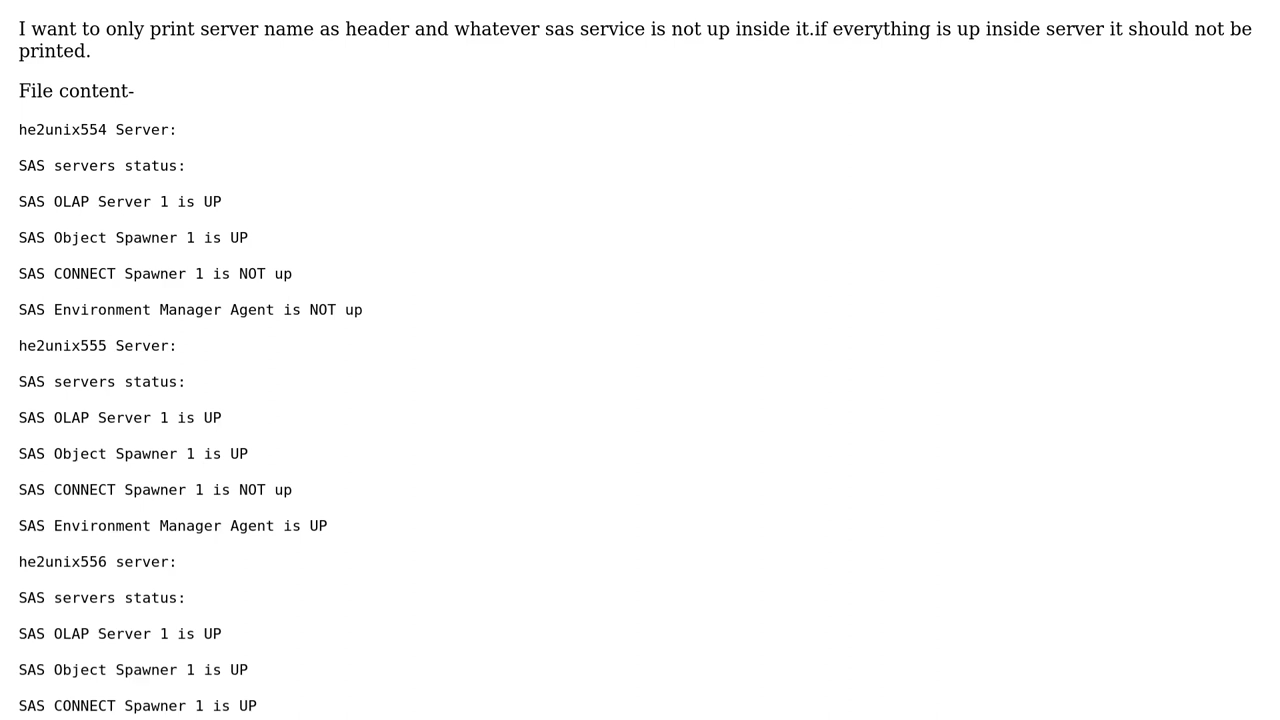 I want to only print server name as header and whatever sas service is not up inside it.if everything is up inside server it should not be
printed.
File content-
he2unix554 Server:
SAS servers status:
SAS OLAP Server 1 is UP
SAS Object Spawner 1 is UP
SAS CONNECT Spawner 1 is NOT up
SAS Environment Manager Agent is NOT up
he2unix555 Server:
SAS servers status:
SAS OLAP Server 1 is UP
SAS Object Spawner 1 is UP
SAS CONNECT Spawner 1 is NOT up
SAS Environment Manager Agent is UP
he2unix556 server:
SAS servers status:
SAS OLAP Server 1 is UP
SAS Object Spawner 1 is UP
SAS CONNECT Spawner 1 is UP